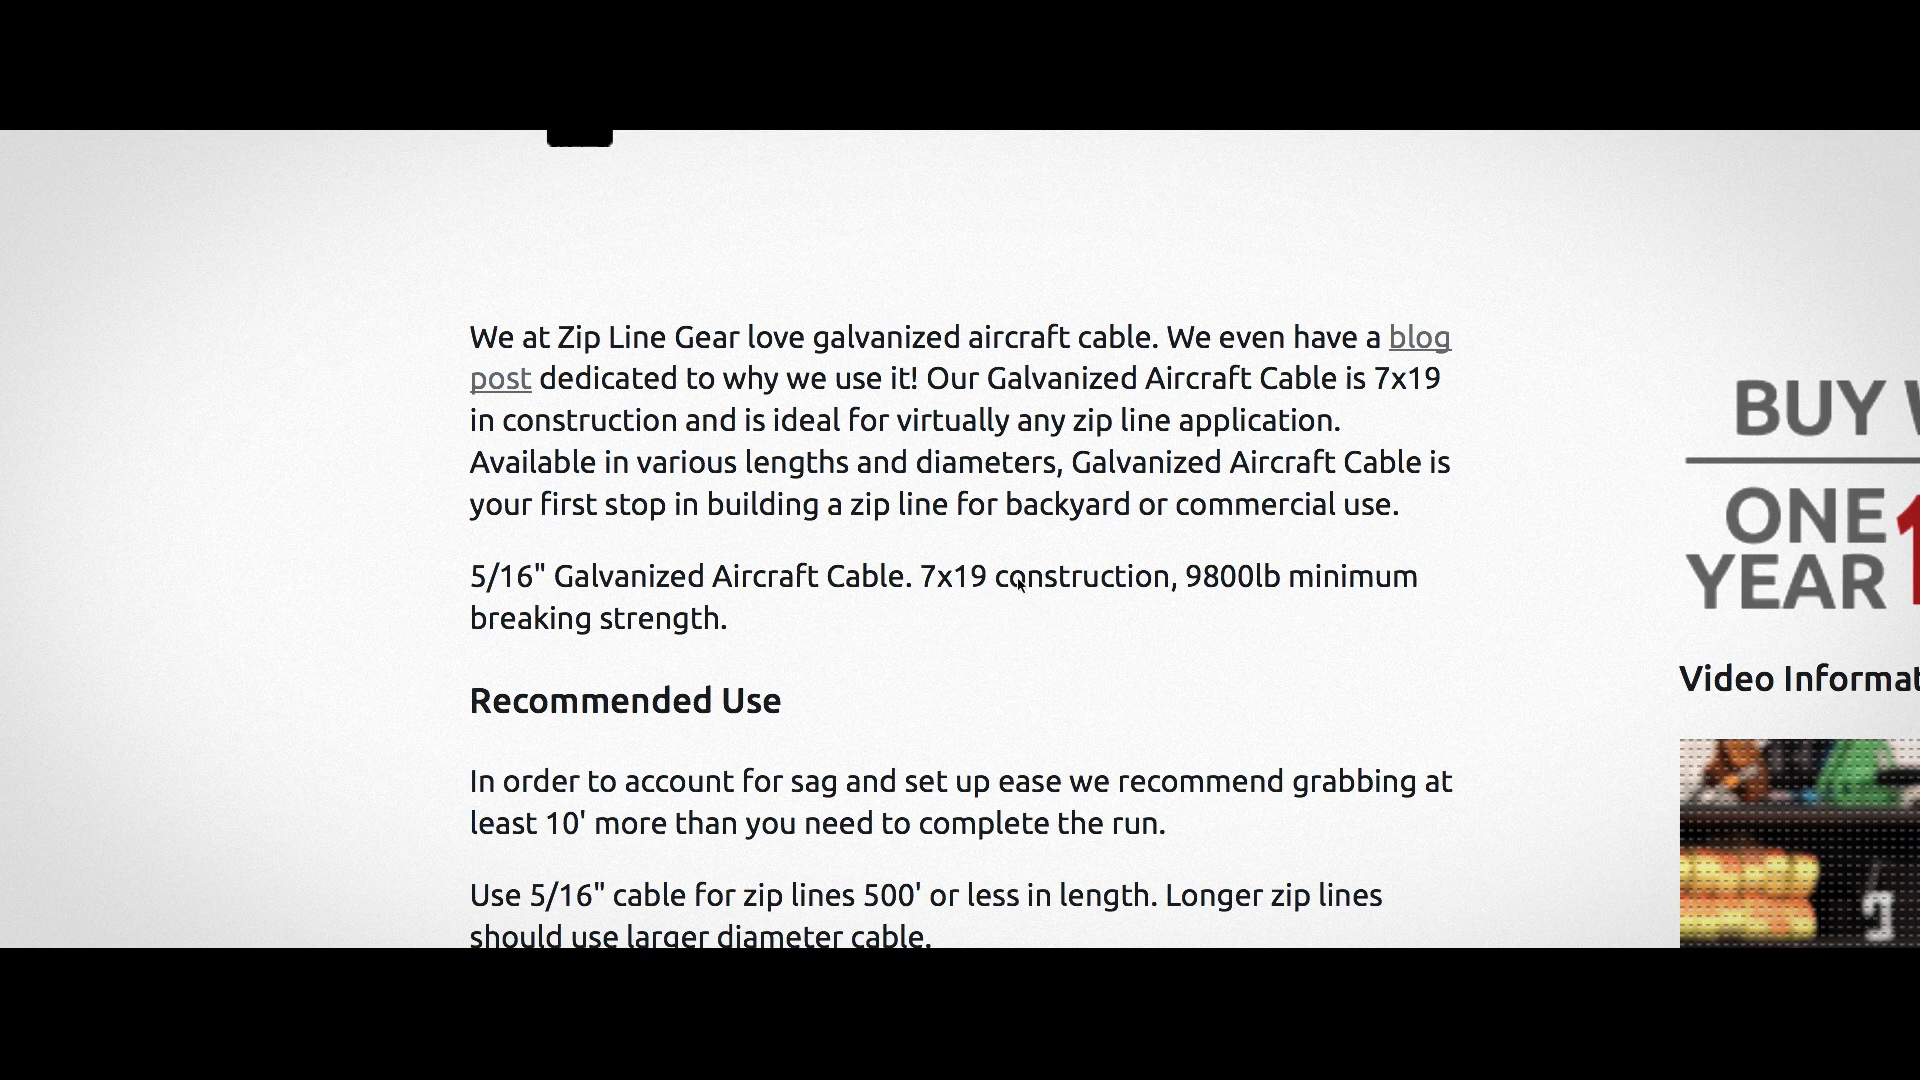 We at Zip Line Gear love galvanized aircraft cable. We even have a blog
post dedicated to why we use it! Our Galvanized Aircraft Cable is 7x19
in construction and is ideal for virtually any zip line application.
Available in various lengths and diameters, Galvanized Aircraft Cable is
your first stop in building a zip line for backyard or commercial use.
5/16" Galvanized Aircraft Cable. 7x19 construction, 9800lb minimum
breaking strength.
Recommended Use
In order to account for sag and set up ease we recommend grabbing at
least 10' more than you need to complete the run.
Use 5/16" cable for zip lines 500' or less in length. Longer zip lines
should use larger diameter cable.
BUY
ONE
YEAR
Video